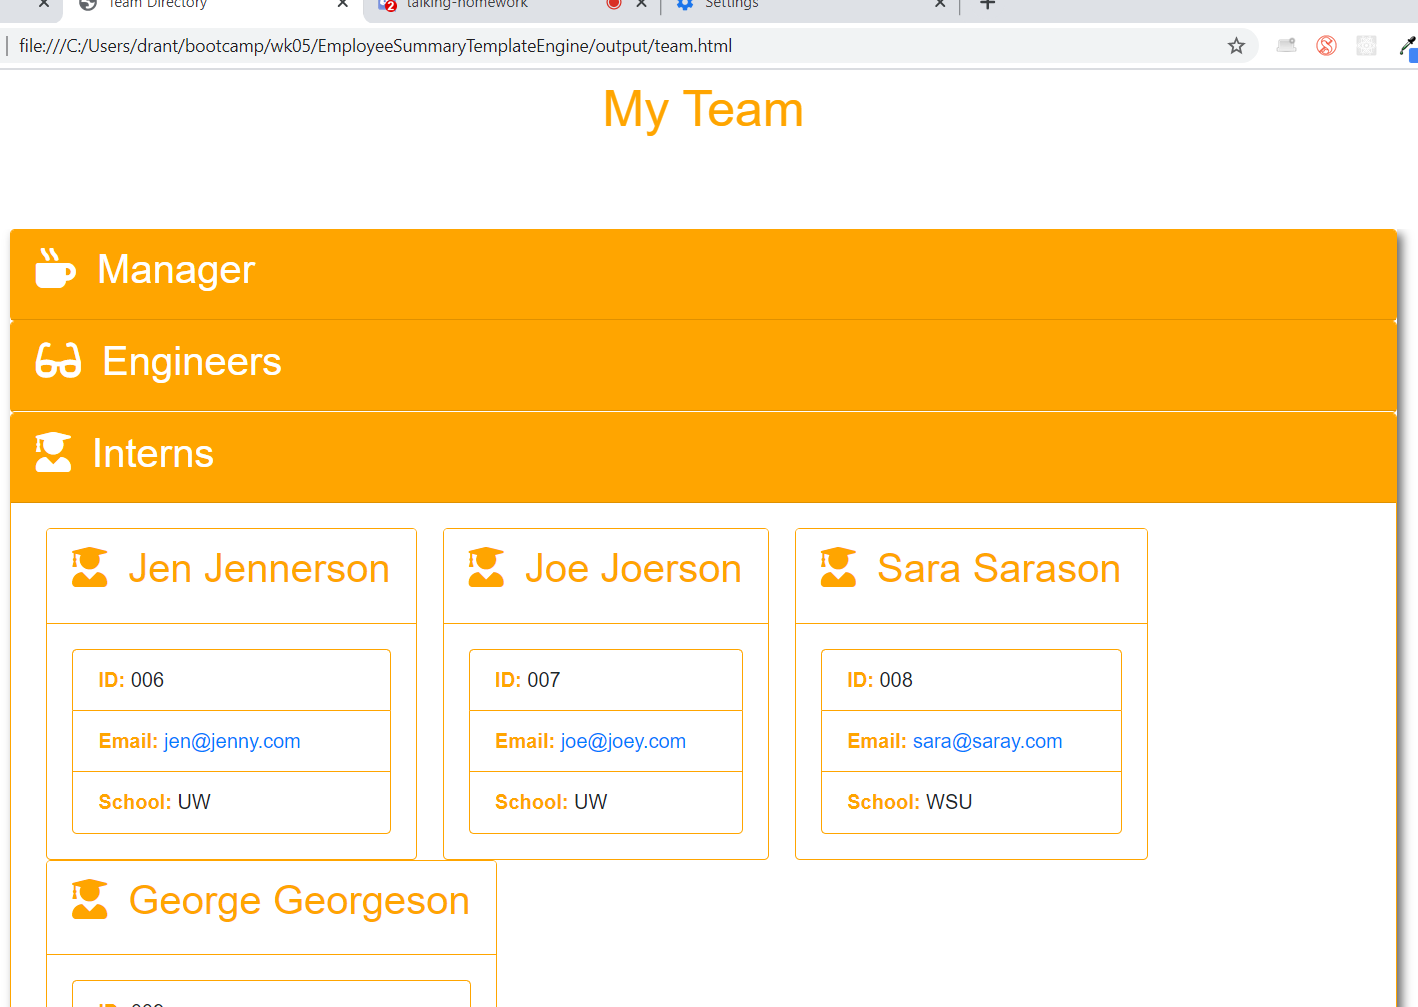 Team Directory talking-homework Settings
2
file:///C:/Users/drant/bootcamp/wk05/EmployeeSummaryTemplateEngine/output/team.html
My Team
Manager
Engineers
Interns
Jen Jennerson Joe Joerson Sara Sarason
ID: 006 ID: 007 ID: 008
Email: jen@jenny.com Email: joe@joey.com Email: sara@saray.com
School: UW School: UW School: WSU
George Georgeson